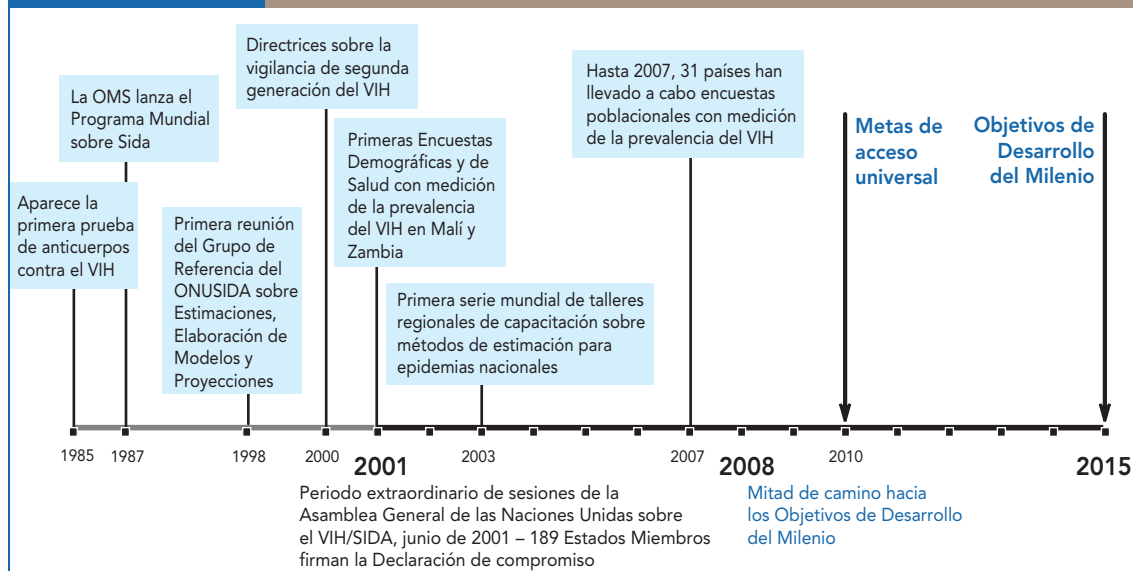 Directrices sobre la
vigilancia de segunda
generación del VIH
Hasta 2007, 31 países han
llevado a cabo encuestas
poblacionales con medición
de la prevalencia del VIH
La OMS lanza el
Programa Mundial
sobre Sida
Primeras Encuestas
Demográficas y de
Salud con medición
de la prevalencia
del VIH en Malí y
Zambia
Metas de
acceso
universal
Objetivos de
Desarrollo
del Milenio
Aparece la
primera prueba
de anticuerpos
contra el VIH
Primera reunión
del Grupo de
Referencia del
ONUSIDA sobre
Estimaciones,
Elaboración de
Modelos y
Proyecciones
Primera serie mundial de talleres
regionales de capacitación sobre
métodos de estimación para
epidemias nacionales
1985 1987 1998 2000 2001 2003 2007 2008 2010 2015
Periodo extraordinario de sesiones de la
Asamblea General de las Naciones Unidas sobre
el VIH/SIDA, junio de 2001 – 189 Estados Miembros
firman la Declaración de compromiso
Mitad de camino hacia
los Objetivos de Desarrollo
del Milenio